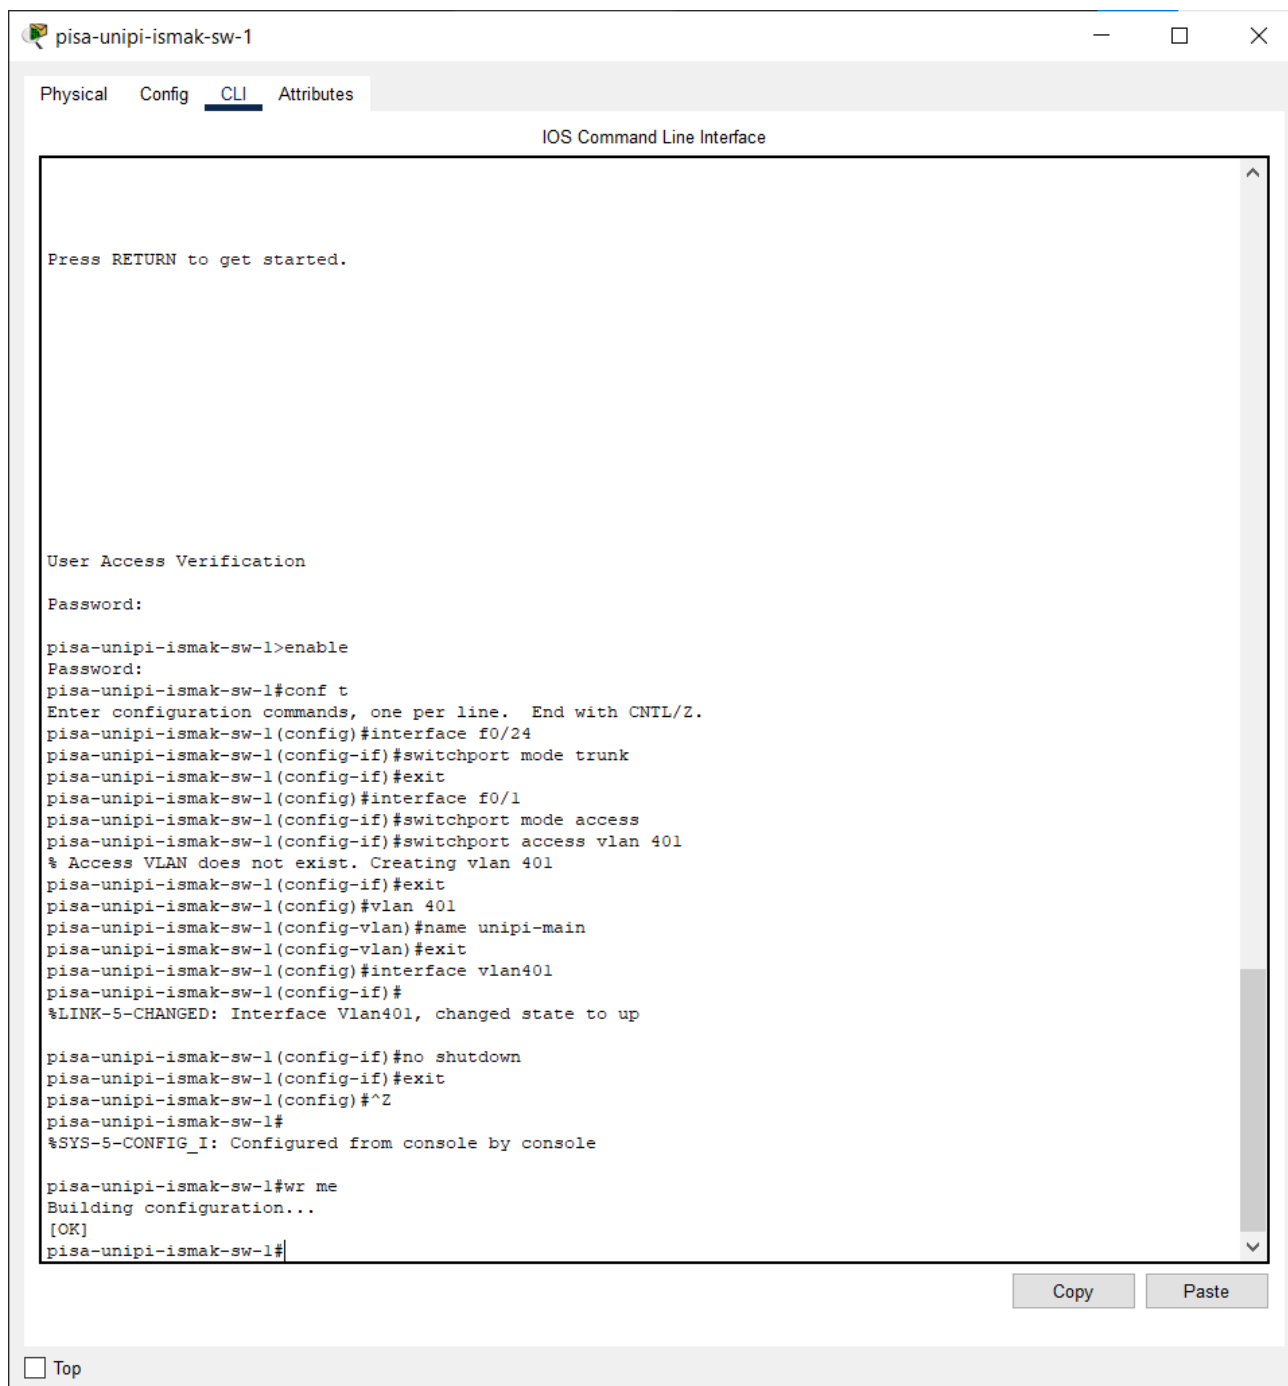 pisa-unipi-ismak-sw-1
Physical Config CLI Attributes
IOS Command Line Interface
Press RETURN to get started.
User Access Verification
Password:
pisa-unipi-ismak-sw-1>enable
Password:
pisa-unipi-ismak-sw-1#conf t
Enter configuration commands, one per line.  End with CNTL/Z.
pisa-unipi-ismak-sw-1(config)#interface f0/24
pisa-unipi-ismak-sw-1(config-if)#switchport mode trunk
pisa-unipi-ismak-sw-1(config-if)#exit
pisa-unipi-ismak-sw-1(config)#interface f0/1
pisa-unipi-ismak-sw-1(config-if)#switchport mode access
pisa-unipi-ismak-sw-1(config-if)#switchport access vlan 401
% Access VLAN does not exist. Creating vlan 401
pisa-unipi-ismak-sw-1(config-if)#exit
pisa-unipi-ismak-sw-1(config)#vlan 401
pisa-unipi-ismak-sw-1(config-vlan)#name unipi-main
pisa-unipi-ismak-sw-1(config-vlan)#exit
pisa-unipi-ismak-sw-1(config)#interface vlan401
pisa-unipi-ismak-sw-1(config-if)#
%LINK-5-CHANGED: Interface Vlan401, changed state to up
pisa-unipi-ismak-sw-1(config-if)#no shutdown
pisa-unipi-ismak-sw-1(config-if)#exit
pisa-unipi-ismak-sw-1(config)#^Z
pisa-unipi-ismak-sw-1#
%SYS-5-CONFIG_I: Configured from console by console
pisa-unipi-ismak-sw-1#wr me
Building configuration...
[OK]
pisa-unipi-ismak-sw-1#
Copy Paste
Top